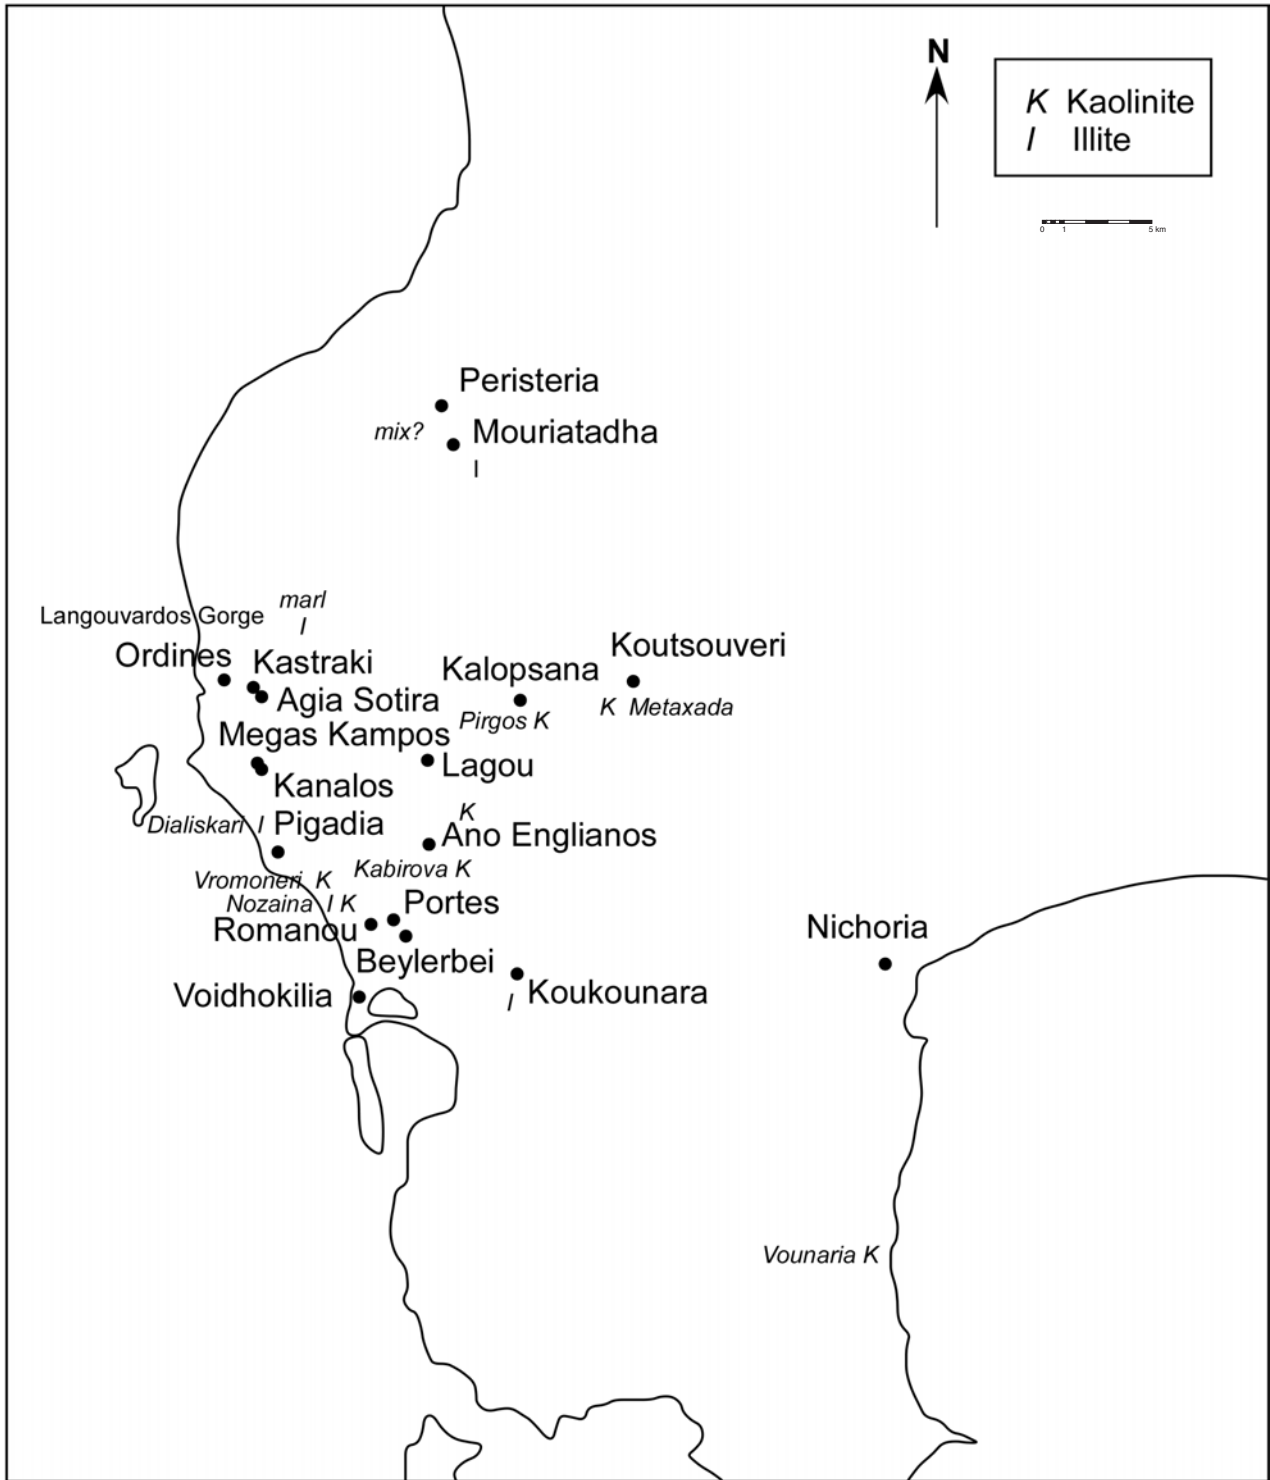 N
K Kaolinite
I Illite
0 1 5 km
Peristeria
mix?
Mouriatadha
I
marl
Langouvardos Gorge
I
Koutsouveri
Ordines
Kastraki
Kalopsana
Agia Sotira
K Metaxada
Pirgos K
Megas Kampos
Lagou
Kanalos
K
Dialiskari I
Pigadia
Ano Englianos
Kabirova K
Vromoneri K
Nozaina I K
Portes
Romanou
Nichoria
Beylerbei
Voidhokilia
Koukounara
I
Vounaria K